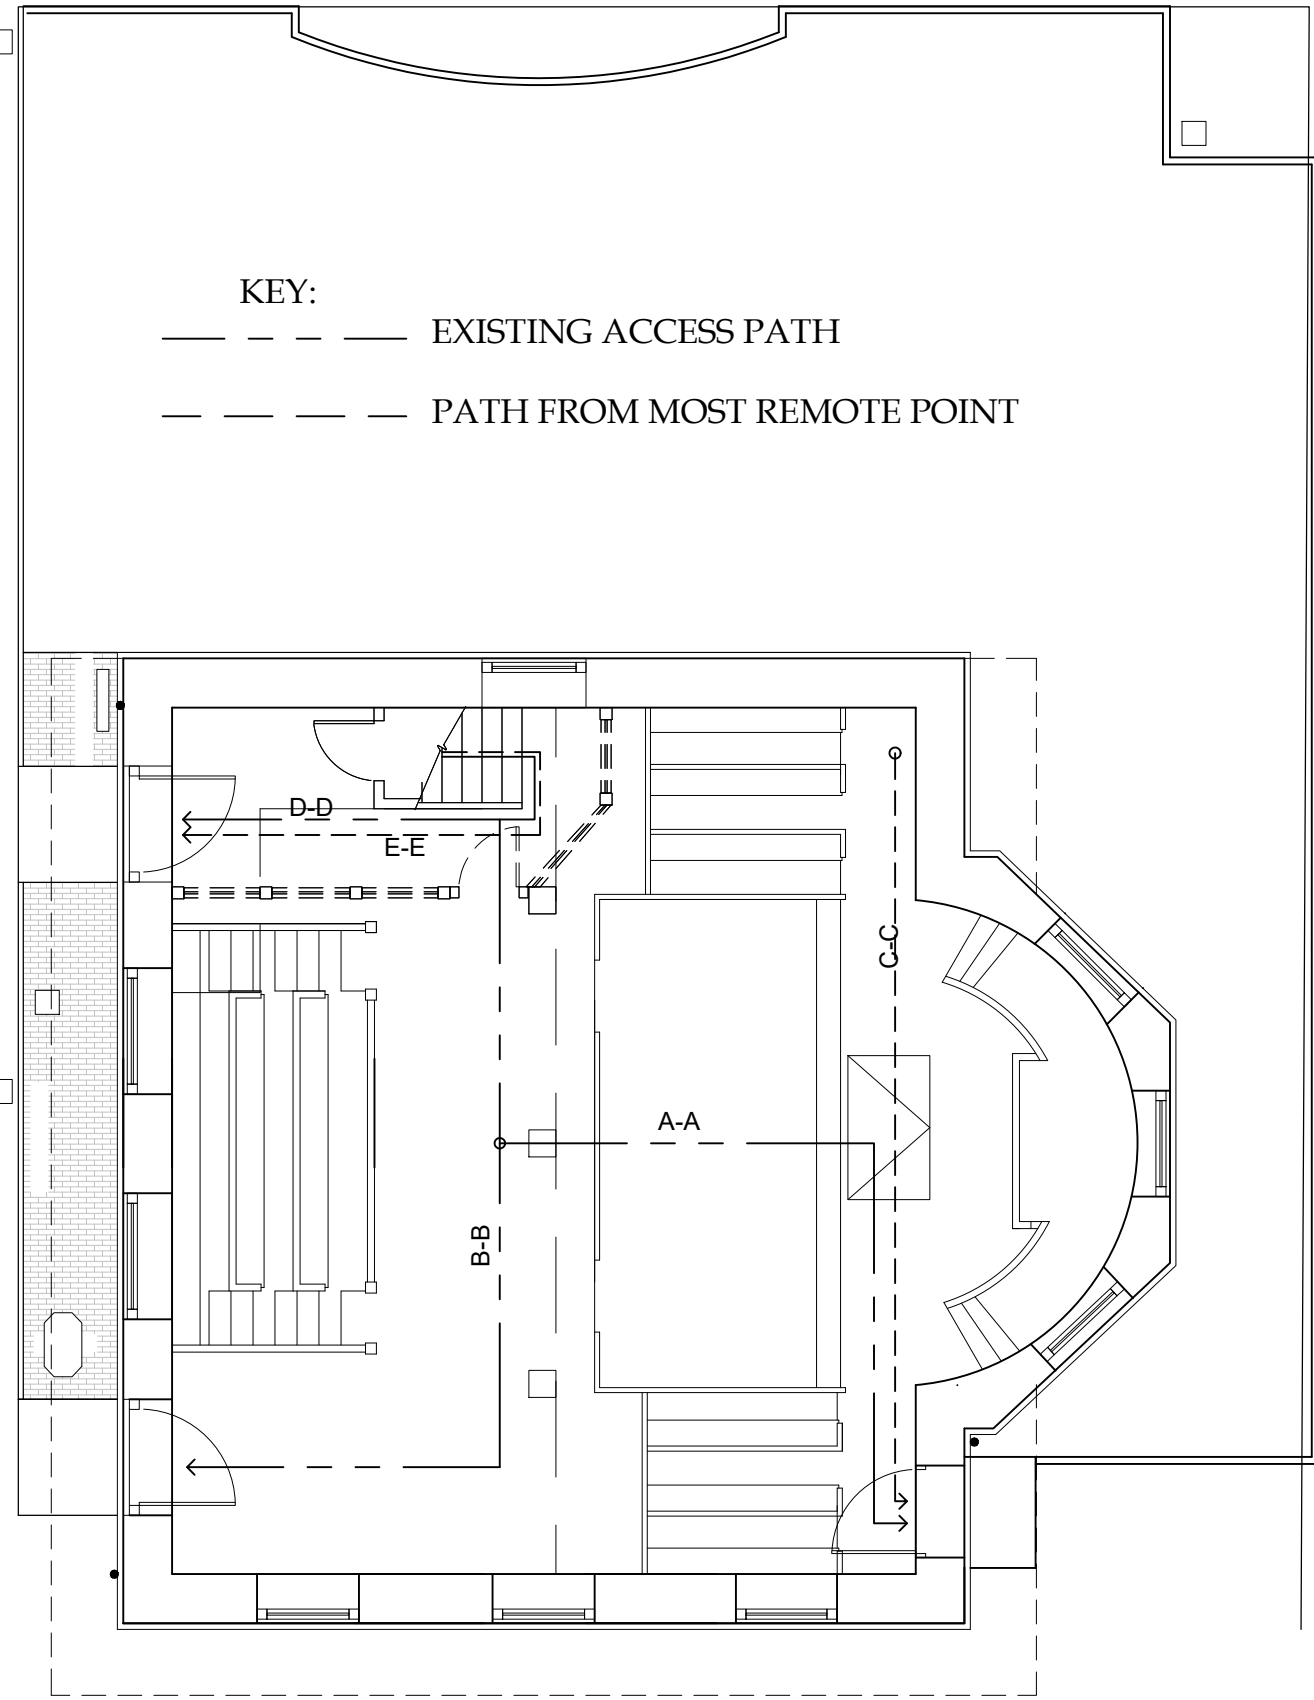 KEY:
EXISTING ACCESS PATH
PATH FROM MOST REMOTE POINT
D-D
E-E
C-C
A-A
B-B